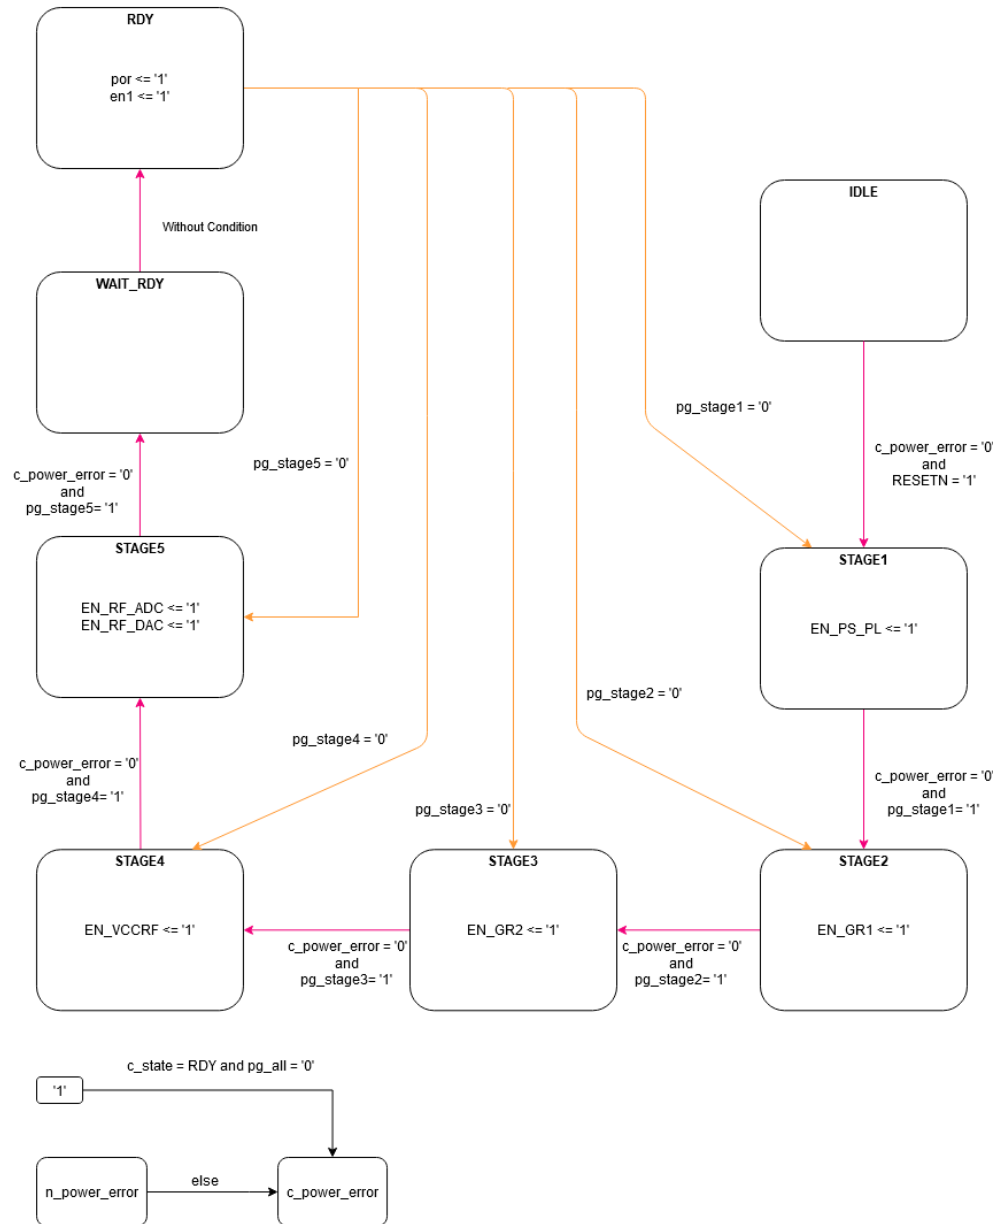 RDY
por <= '1'
en1 <= '1'
IDLE
Without Condition
WAIT_RDY
pg_stage1 = '0'
c_power_error = '0'
and
RESETN = '1'
pg_stage5 = '0'
c_power_error = '0'
and
pg_stage5= '1'
STAGE5
EN_RF_ADC <= '1'
EN_RF_DAC <= '1'
STAGE1
EN_PS_PL <= '1'
pg_stage2 = '0'
pg_stage4 = '0'
c_power_error = '0'
and
pg_stage4= '1'
c_power_error = '0'
and
pg_stage1= '1'
pg_stage3 = '0'
STAGE4
EN_VCCRF <= '1'
STAGE3
EN_GR2 <= '1'
STAGE2
EN_GR1 <= '1'
c_power_error = '0'
and
pg_stage3= '1'
c_power_error = '0'
and
pg_stage2= '1'
c_state = RDY and pg_all = '0'
'1'
n_power_error
else
c_power_error